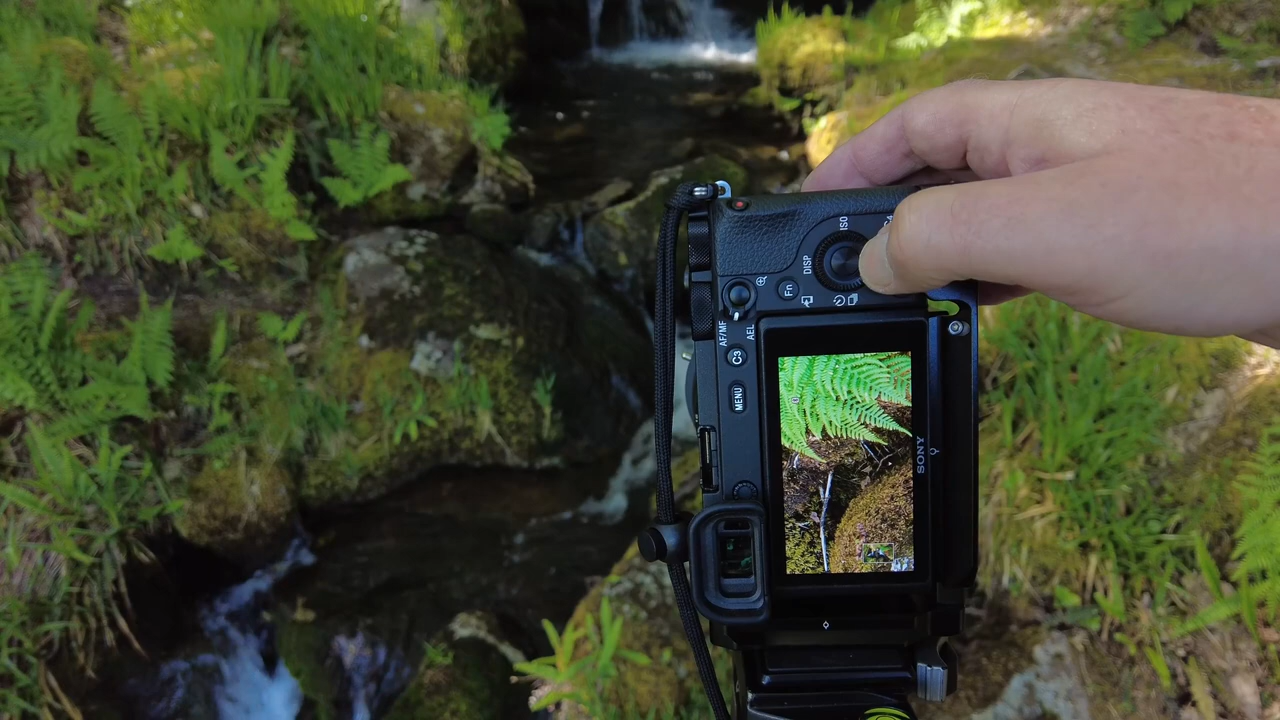 ISO
DISP
Fn
AF/MF
AEL
C3
MENU
SONY